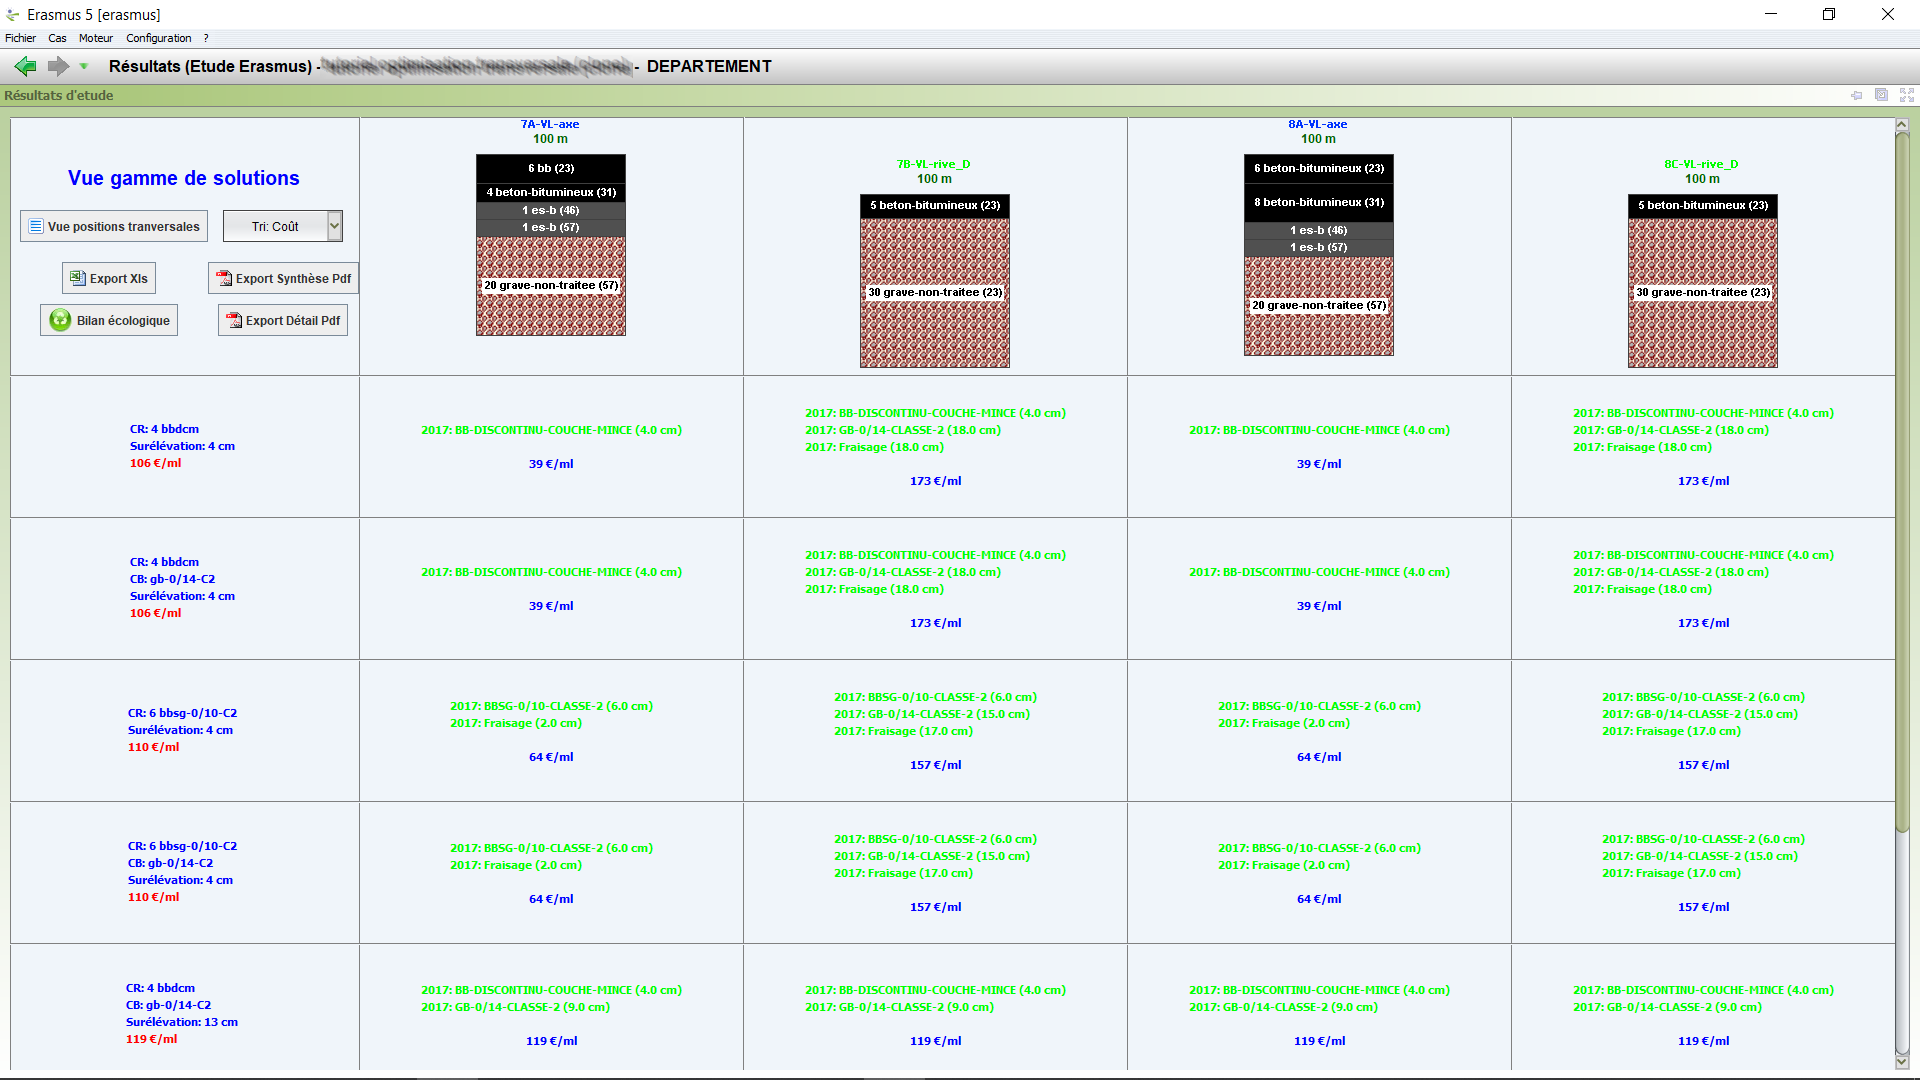 Erasmus 5 [erasmus]
Fichier Cas Moteur Configuration ?
Résultats (Etude Erasmus) - - DEPARTEMENT
Résultats d'etude
Vue gamme de solutions
Vue positions tranversales
Tri: Coût
Export Xls
Export Synthèse Pdf
Bilan écologique
Export Détail Pdf
7A-VL-axe
100 m
6 bb (23)
4 beton-bitumineux (31)
1 es-b (46)
1 es-b (57)
20 grave-non-traitee (57)
7B-VL-rive_D
100 m
5 beton-bitumineux (23)
30 grave-non-traitee (23)
8A-VL-axe
100 m
6 beton-bitumineux (23)
8 beton-bitumineux (31)
1 es-b (46)
1 es-b (57)
20 grave-non-traitee (57)
8C-VL-rive_D
100 m
5 beton-bitumineux (23)
30 grave-non-traitee (23)
CR: 4 bbdcm
Surélévation: 4 cm
106 €/ml
2017: BB-DISCONTINU-COUCHE-MINCE (4.0 cm)
39 €/ml
2017: BB-DISCONTINU-COUCHE-MINCE (4.0 cm)
2017: GB-0/14-CLASSE-2 (18.0 cm)
2017: Fraisage (18.0 cm)
173 €/ml
2017: BB-DISCONTINU-COUCHE-MINCE (4.0 cm)
39 €/ml
2017: BB-DISCONTINU-COUCHE-MINCE (4.0 cm)
2017: GB-0/14-CLASSE-2 (18.0 cm)
2017: Fraisage (18.0 cm)
173 €/ml
CR: 4 bbdcm
CB: gb-0/14-C2
Surélévation: 4 cm
106 €/ml
2017: BB-DISCONTINU-COUCHE-MINCE (4.0 cm)
39 €/ml
2017: BB-DISCONTINU-COUCHE-MINCE (4.0 cm)
2017: GB-0/14-CLASSE-2 (18.0 cm)
2017: Fraisage (18.0 cm)
173 €/ml
2017: BB-DISCONTINU-COUCHE-MINCE (4.0 cm)
39 €/ml
2017: BB-DISCONTINU-COUCHE-MINCE (4.0 cm)
2017: GB-0/14-CLASSE-2 (18.0 cm)
2017: Fraisage (18.0 cm)
173 €/ml
CR: 6 bbsg-0/10-C2
Surélévation: 4 cm
110 €/ml
2017: BBSG-0/10-CLASSE-2 (6.0 cm)
2017: Fraisage (2.0 cm)
64 €/ml
2017: BBSG-0/10-CLASSE-2 (6.0 cm)
2017: GB-0/14-CLASSE-2 (15.0 cm)
2017: Fraisage (17.0 cm)
157 €/ml
2017: BBSG-0/10-CLASSE-2 (6.0 cm)
2017: Fraisage (2.0 cm)
64 €/ml
2017: BBSG-0/10-CLASSE-2 (6.0 cm)
2017: GB-0/14-CLASSE-2 (15.0 cm)
2017: Fraisage (17.0 cm)
157 €/ml
CR: 6 bbsg-0/10-C2
CB: gb-0/14-C2
Surélévation: 4 cm
110 €/ml
2017: BBSG-0/10-CLASSE-2 (6.0 cm)
2017: Fraisage (2.0 cm)
64 €/ml
2017: BBSG-0/10-CLASSE-2 (6.0 cm)
2017: GB-0/14-CLASSE-2 (15.0 cm)
2017: Fraisage (17.0 cm)
157 €/ml
2017: BBSG-0/10-CLASSE-2 (6.0 cm)
2017: Fraisage (2.0 cm)
64 €/ml
2017: BBSG-0/10-CLASSE-2 (6.0 cm)
2017: GB-0/14-CLASSE-2 (15.0 cm)
2017: Fraisage (17.0 cm)
157 €/ml
CR: 4 bbdcm
CB: gb-0/14-C2
Surélévation: 13 cm
119 €/ml
2017: BB-DISCONTINU-COUCHE-MINCE (4.0 cm)
2017: GB-0/14-CLASSE-2 (9.0 cm)
119 €/ml
2017: BB-DISCONTINU-COUCHE-MINCE (4.0 cm)
2017: GB-0/14-CLASSE-2 (9.0 cm)
119 €/ml
2017: BB-DISCONTINU-COUCHE-MINCE (4.0 cm)
2017: GB-0/14-CLASSE-2 (9.0 cm)
119 €/ml
2017: BB-DISCONTINU-COUCHE-MINCE (4.0 cm)
2017: GB-0/14-CLASSE-2 (9.0 cm)
119 €/ml